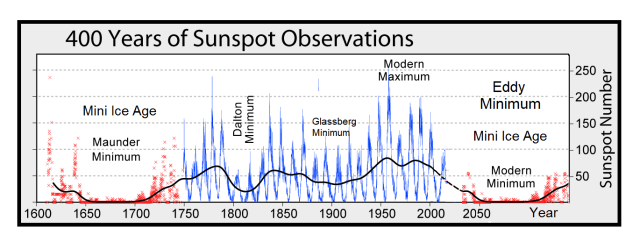 400 Years of Sunspot Observations
Modern
Maximum
Eddy
Minimum
Mini Ice Age
Mini Ice Age
Maunder
Minimum
Dalton
Minimum
Glassberg
Minimum
Modern
Minimum
250
200
150
100
50
Sunspot Number
1600
1650
1700
1750
1800
1850
1900
1950
2000
2050
Year